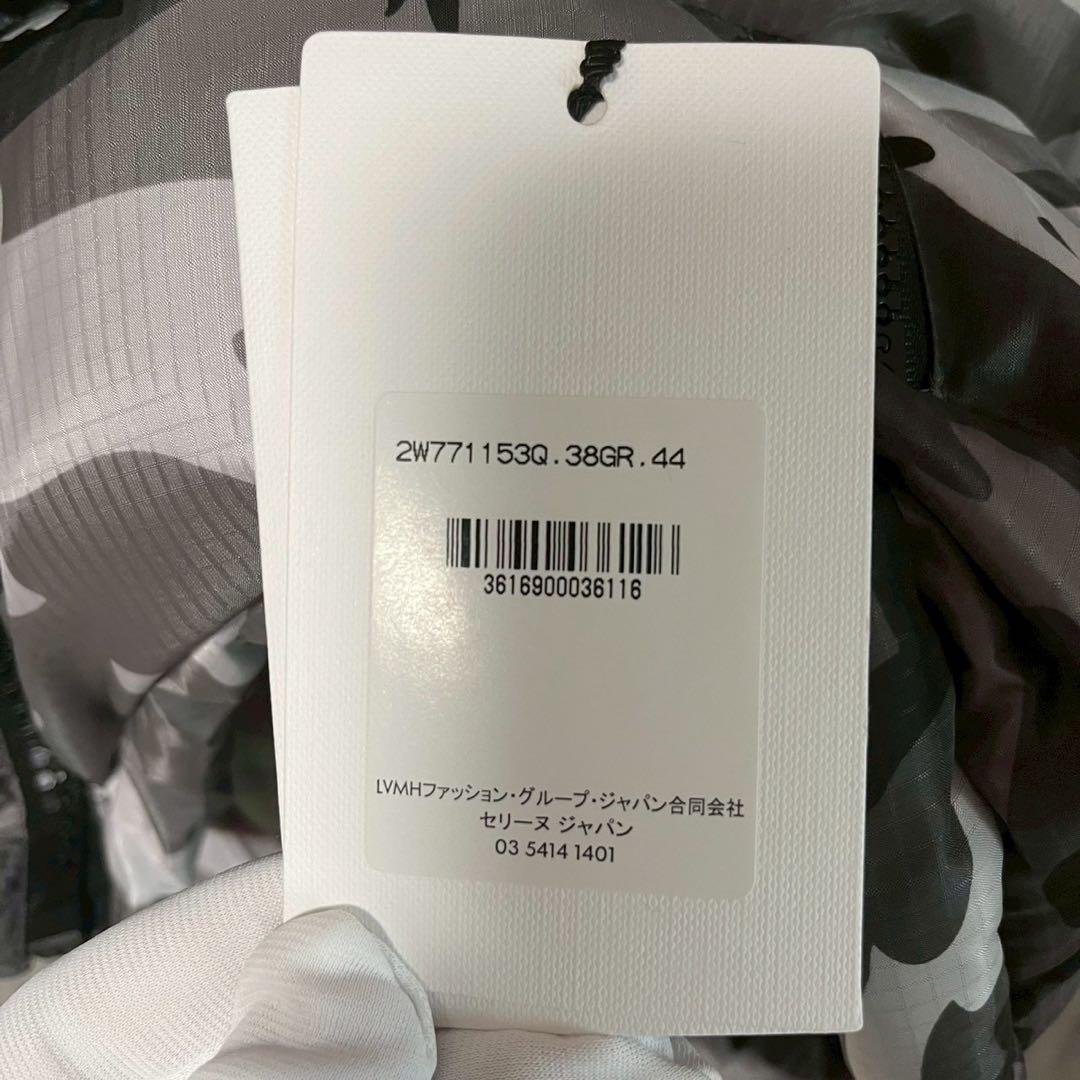 2W771153Q.38GR.44
3616900036116
LVMHファッション・グループ・ジャパン合同会社
セリーヌ ジャパン
03 5414 1401